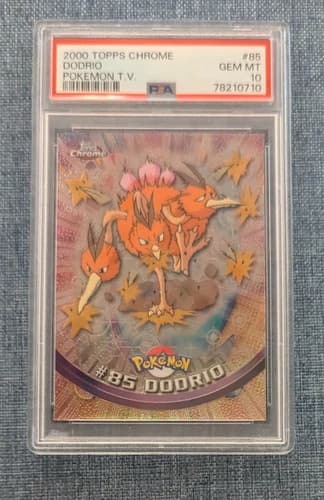 2000 TOPPS CHROME #85
DODRIO GEM MT
POKEMON T.V. 10
PSA 78210710
Topps
Chrome
POKéMON
#85 DODRIO